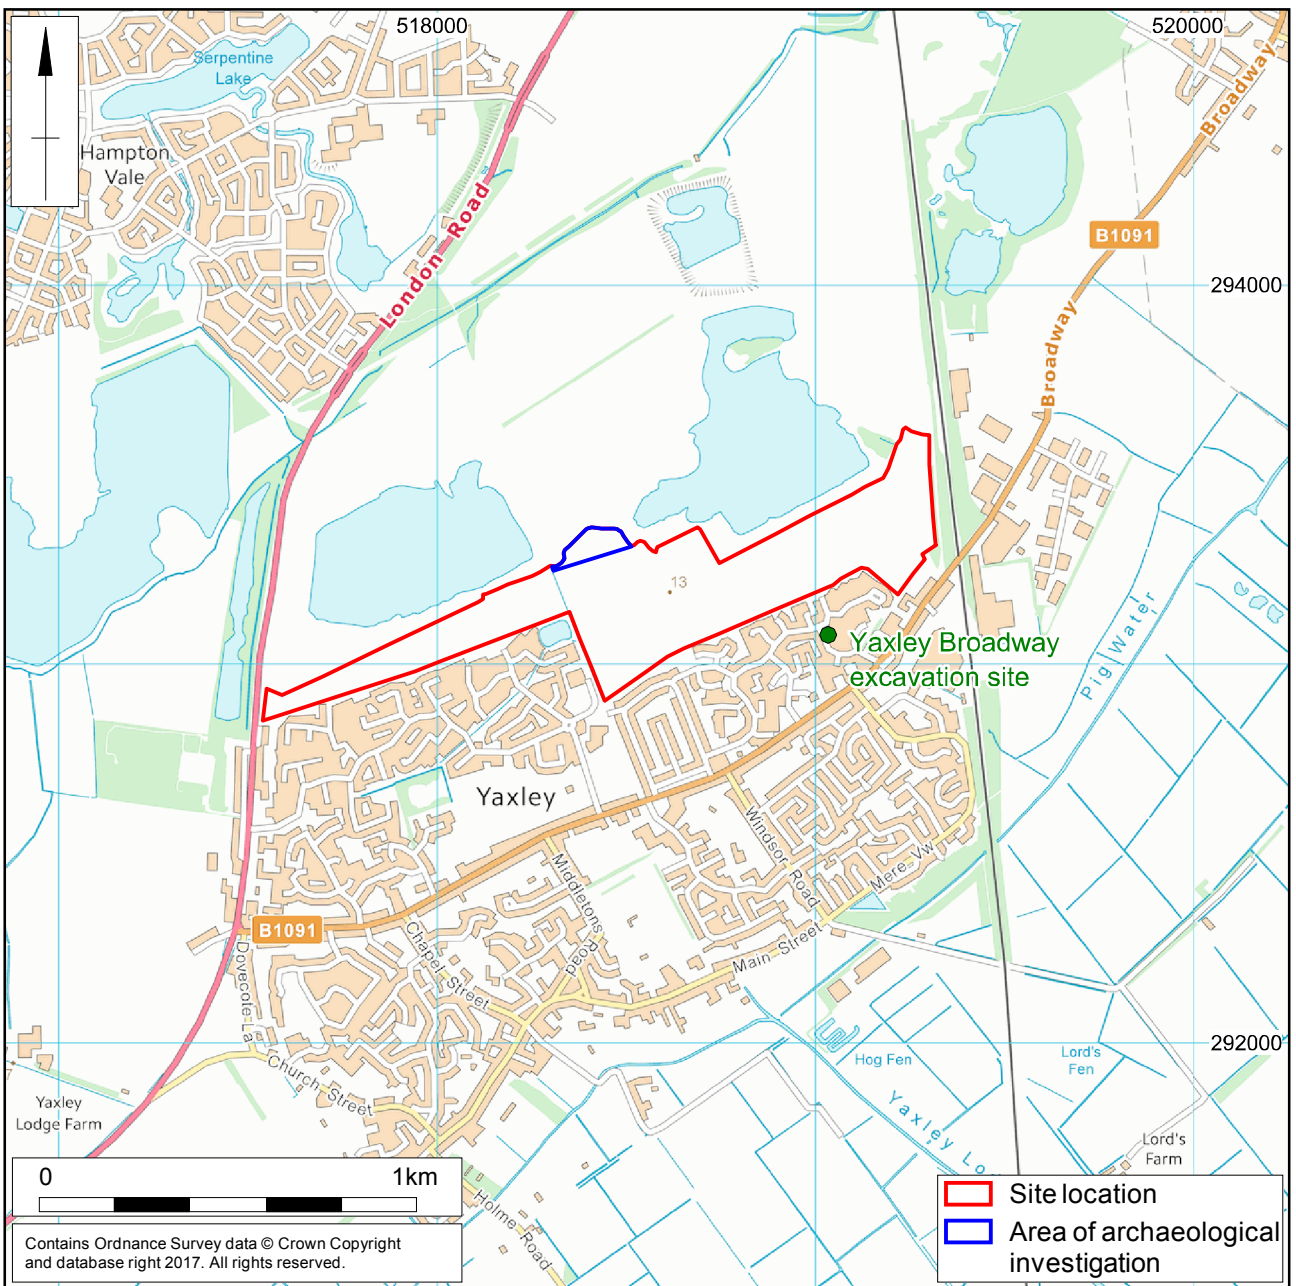 518000
520000
Serpentine
Lake
Hampton
Vale
London Road
Broadway
B1091
294000
Broadway
13
Yaxley Broadway
excavation site
Pig Water
Yaxley
Windsor Road
Mere Vw
Middletons Road
B1091
Chapel Street
Main Street
Dovecote La
Church Street
Hog Fen
Lord's
Fen
292000
Yaxley
Lodge Farm
Yaxley Lo
Lord's
Farm
Holme Road
0 1km
Contains Ordnance Survey data © Crown Copyright
and database right 2017. All rights reserved.
Site location
Area of archaeological
investigation